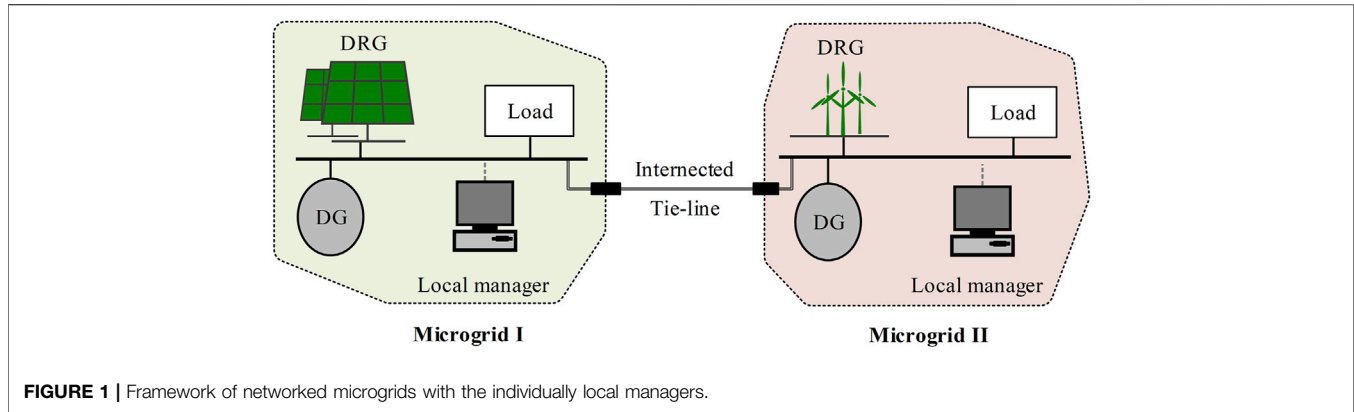 DRG
Load
DG
Local manager
Microgrid I
Internected
Tie-line
DRG
Load
DG
Local manager
Microgrid II
FIGURE 1 | Framework of networked microgrids with the individually local managers.